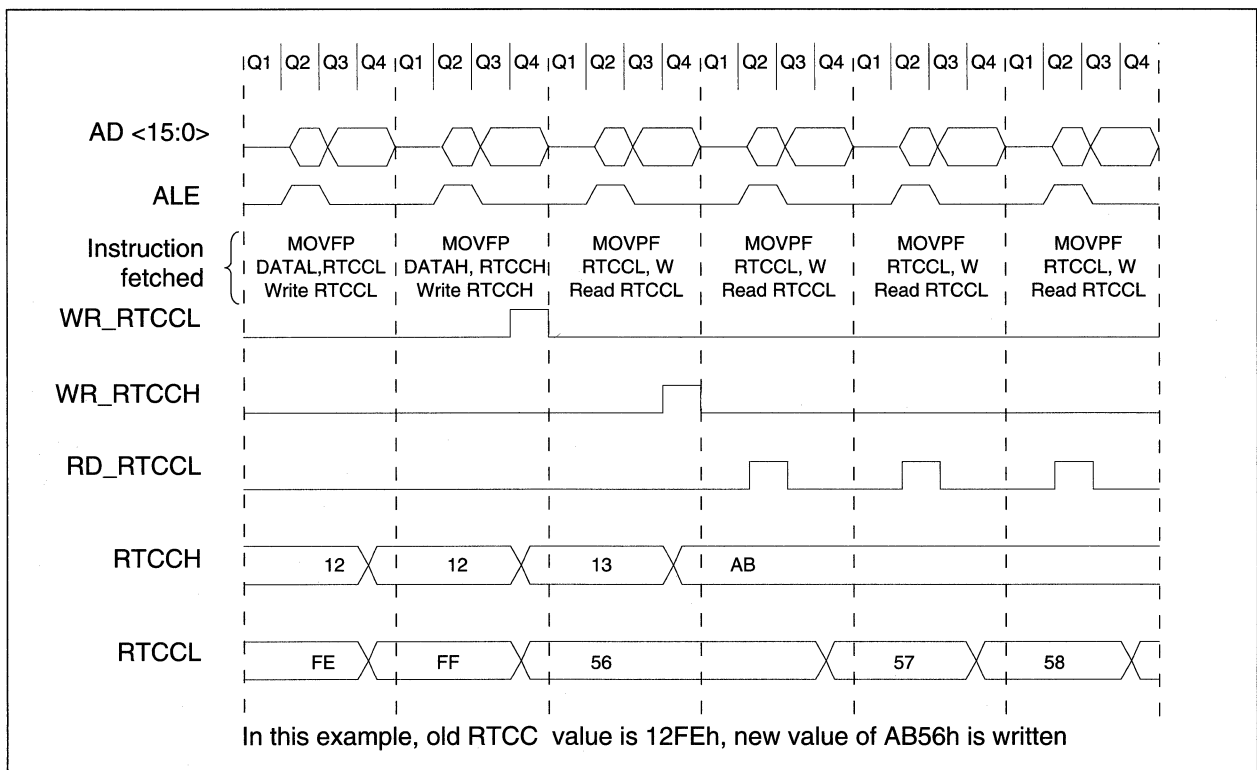 Q1 Q2 Q3 Q4 Q1 Q2 Q3 Q4 Q1 Q2 Q3 Q4 Q1 Q2 Q3 Q4 Q1 Q2 Q3 Q4 Q1 Q2 Q3 Q4
AD <15:0>
ALE
Instruction
fetched
MOVFP
DATAL,RTCCL
Write RTCCL
MOVFP
DATAH, RTCCH
Write RTCCH
MOVPF
RTCCL, W
Read RTCCL
MOVPF
RTCCL, W
Read RTCCL
MOVPF
RTCCL, W
Read RTCCL
MOVPF
RTCCL, W
Read RTCCL
WR_RTCCL
WR_RTCCH
RD_RTCCL
RTCCH 12 12 13 AB
RTCCL FE FF 56 57 58
In this example, old RTCC value is 12FEh, new value of AB56h is written